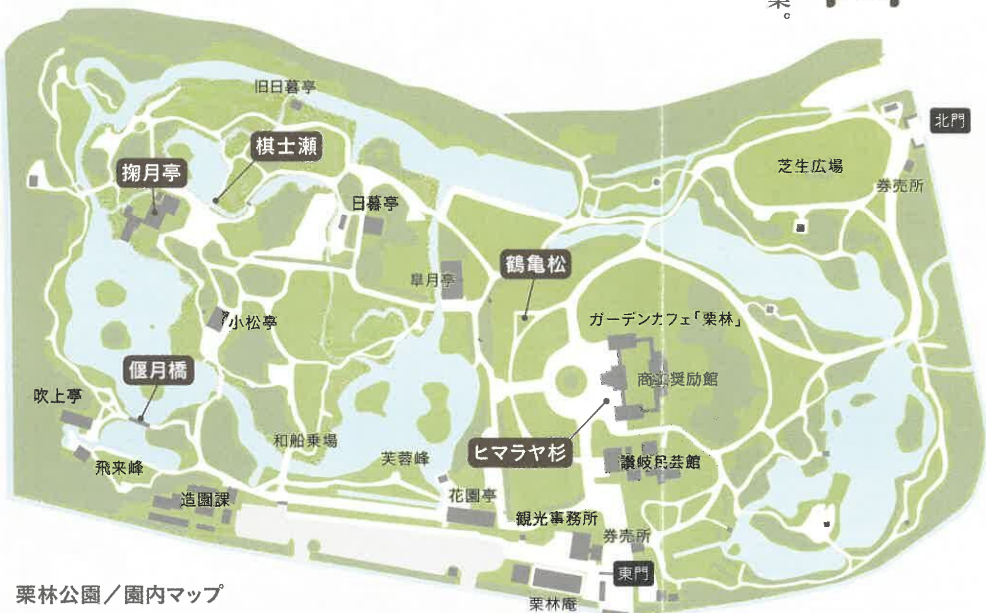 葉。
旧日暮亭
北門
棋士瀬
芝生広場
掬月亭
券売所
日暮亭
鶴亀松
皐月亭
ガーデンカフェ「栗林」
小松亭
偃月橋
商工奨励館
吹上亭
和船乗場
ヒマラヤ杉
芙蓉峰
讃岐民芸館
飛来峰
造園課
花園亭
観光事務所
券売所
東門
栗林公園/園内マップ
栗林庵